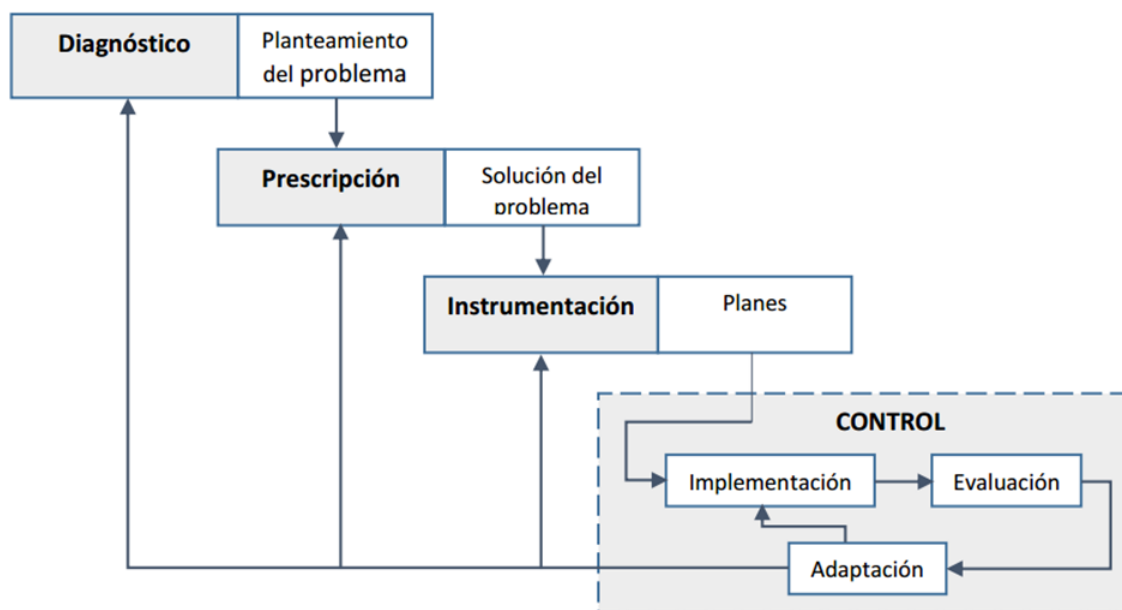 Diagnóstico
Planteamiento
del problema
Prescripción
Solución del
problema
Instrumentación
Planes
CONTROL
Implementación
Evaluación
Adaptación